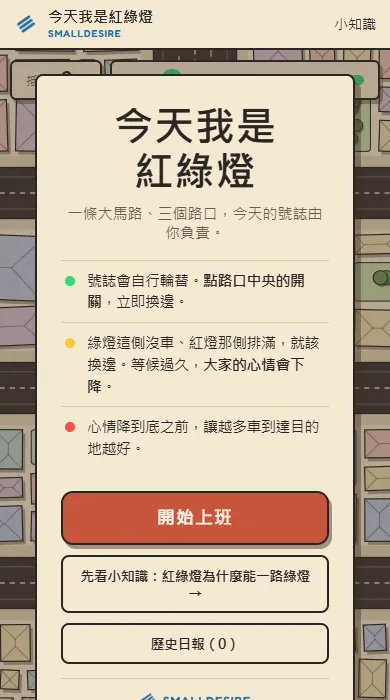 今天我是紅綠燈
SMALLDESIRE
小知識
今天我是
紅綠燈
一條大馬路、三個路口，今天的號誌由
你負責。
號誌會自行輪替。點路口中央的開
關，立即換邊。
綠燈這側沒車、紅燈那側排滿，就該
換邊。等候過久，大家的心情會下
降。
心情降到底之前，讓越多車到達目的
地越好。
開始上班
先看小知識：紅綠燈為什麼能一路綠燈
→
歷史日報 ( 0 )
SMALLDESIRE